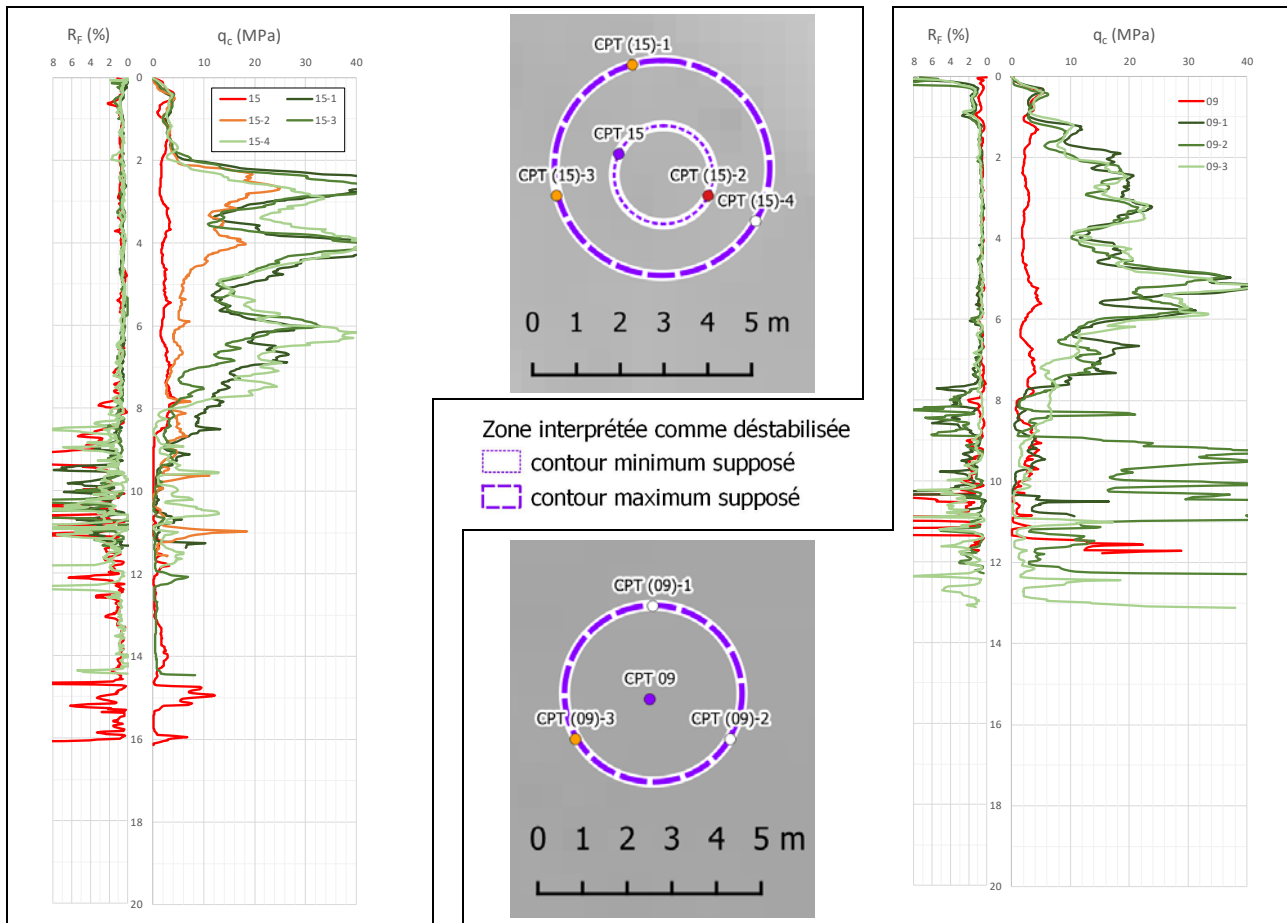 R_F (%) q_c (MPa)
8 6 4 2 0 0 10 20 30 40
0
2
4
6
8
10
12
14
16
18
20
15 15-1
15-2 15-3
15-4
CPT (15)-1
CPT 15
CPT (15)-2
CPT (15)-3
CPT (15)-4
0 1 2 3 4 5 m
Zone interprétée comme déstabilisée
contour minimum supposé
contour maximum supposé
CPT (09)-1
CPT 09
CPT (09)-3 CPT (09)-2
0 1 2 3 4 5 m
R_F (%) q_c (MPa)
8 6 4 2 0 0 10 20 30 40
0
2
4
6
8
10
12
14
16
18
20
09
09-1
09-2
09-3